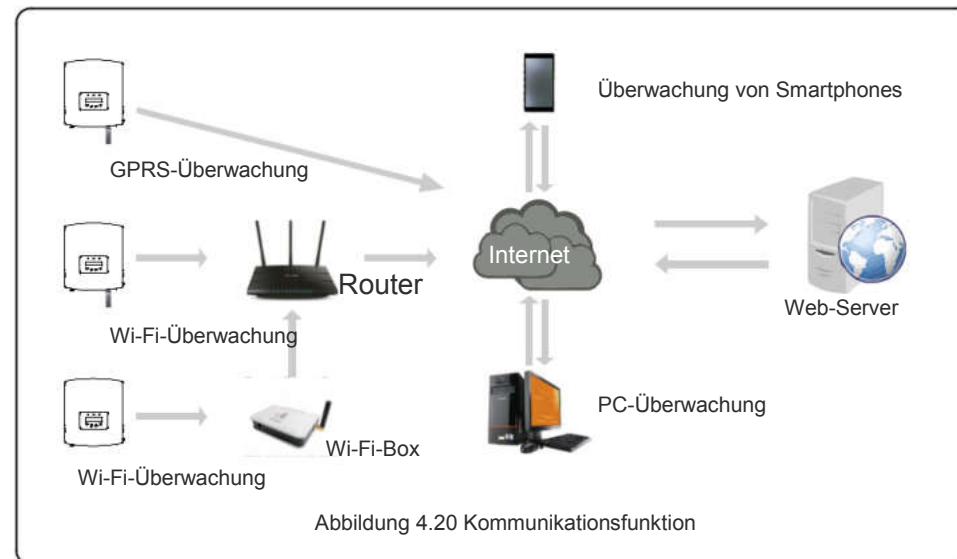 Überwachung von Smartphones
GPRS-Überwachung
Internet
Router
Web-Server
Wi-Fi-Überwachung
PC-Überwachung
Wi-Fi-Box
Wi-Fi-Überwachung
Abbildung 4.20 Kommunikationsfunktion